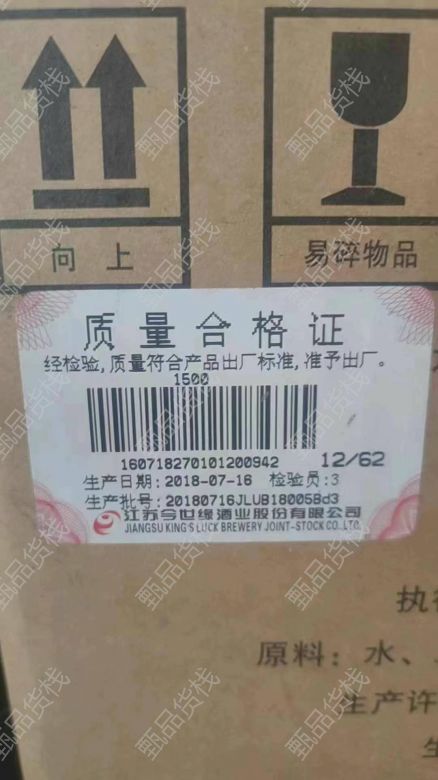 向上
易碎物品
质量合格证
经检验,质量符合产品出厂标准,准予出厂。
1500
160718270101200942
12/62
生产日期:2018-07-16 检验员:3
生产批号:20180716JLUB180058d3
江苏今世缘酒业股份有限公司
JIANGSU KING'S LUCK BREWERY JOINT-STOCK CO.,LTD.
执行
原料:水、
生产许
生
甄品货栈